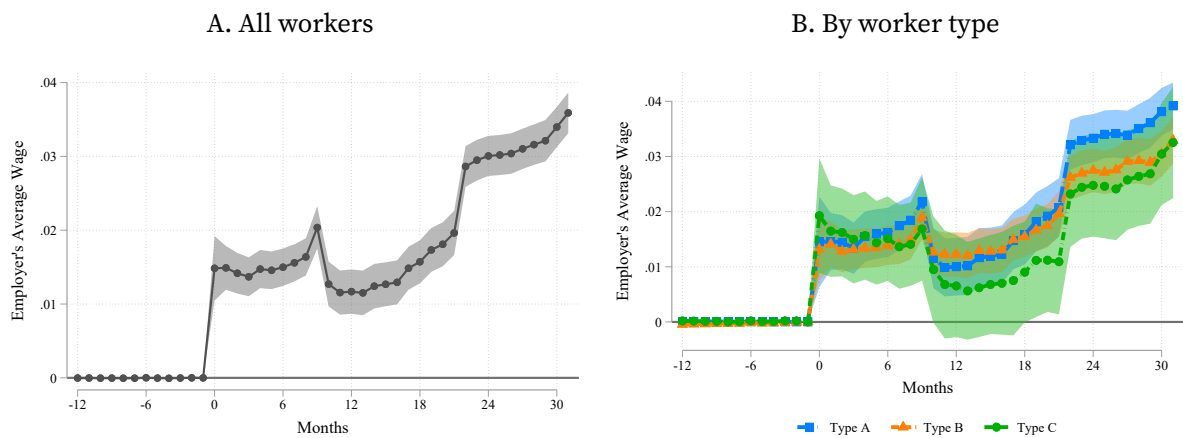 A. All workers
Employer's Average Wage
.04
.03
.02
.01
0
-12 -6 0 6 12 18 24 30
Months
B. By worker type
Employer's Average Wage
.04
.03
.02
.01
0
-12 -6 0 6 12 18 24 30
Months
Type A Type B Type C